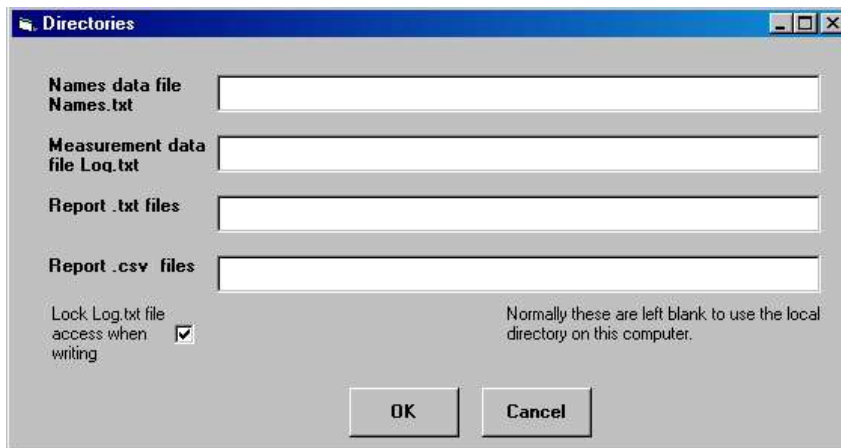 Directories
Names data file
Names.txt
Measurement data
file Log.txt
Report .txt files
Report .csv files
Lock Log.txt file
access when
writing
Normally these are left blank to use the local
directory on this computer.
OK
Cancel